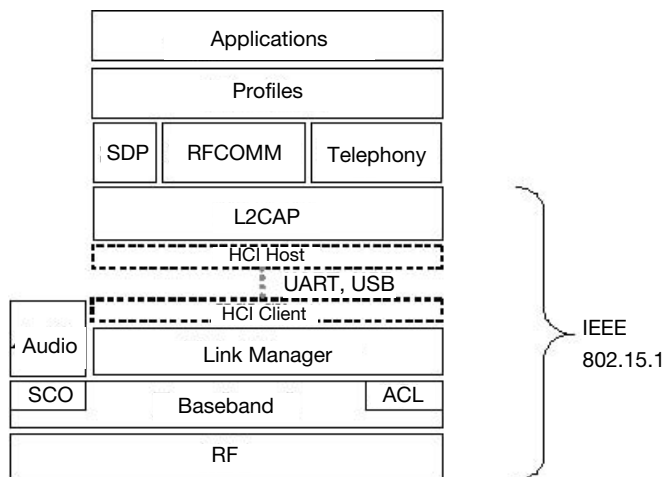 Applications
Profiles
SDP
RFCOMM
Telephony
L2CAP
HCI Host
UART, USB
HCI Client
Audio
Link Manager
IEEE
802.15.1
SCO
Baseband
ACL
RF